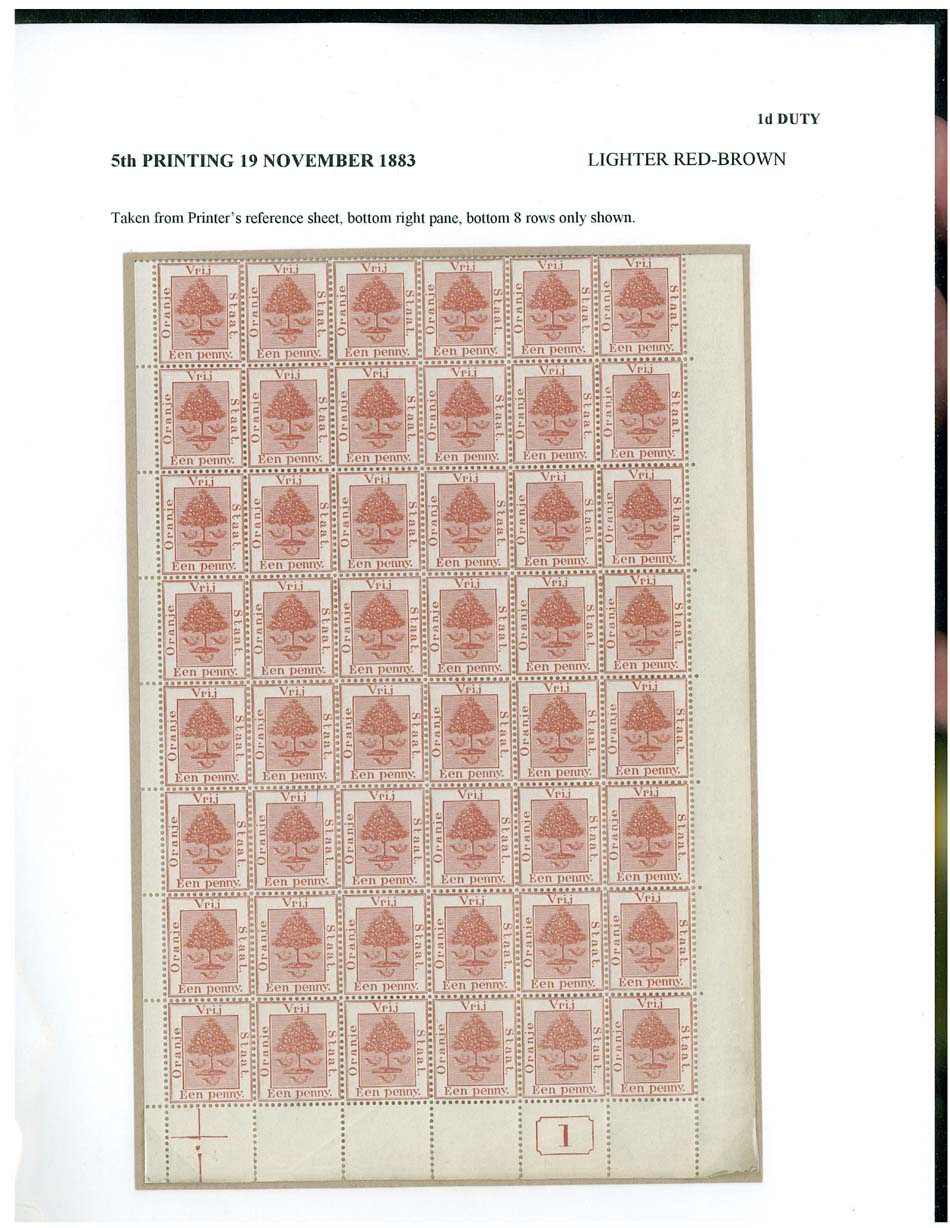 1d DUTY
5th PRINTING 19 NOVEMBER 1883 LIGHTER RED-BROWN
Taken from Printer's reference sheet, bottom right pane, bottom 8 rows only shown.
Vrij Vrij Vrij Vrij Vrij Vrij
Oranje Staat. Oranje Staat. Oranje Staat. Oranje Staat. Oranje Staat. Oranje Staat.
Een penny. Een penny. Een penny. Een penny. Een penny. Een penny.
Vrij Vrij Vrij Vrij Vrij Vrij
Oranje Staat. Oranje Staat. Oranje Staat. Oranje Staat. Oranje Staat. Oranje Staat.
Een penny. Een penny. Een penny. Een penny. Een penny. Een penny.
Vrij Vrij Vrij Vrij Vrij Vrij
Oranje Staat. Oranje Staat. Oranje Staat. Oranje Staat. Oranje Staat. Oranje Staat.
Een penny. Een penny. Een penny. Een penny. Een penny. Een penny.
Vrij Vrij Vrij Vrij Vrij Vrij
Oranje Staat. Oranje Staat. Oranje Staat. Oranje Staat. Oranje Staat. Oranje Staat.
Een penny. Een penny. Een penny. Een penny. Een penny. Een penny.
Vrij Vrij Vrij Vrij Vrij Vrij
Oranje Staat. Oranje Staat. Oranje Staat. Oranje Staat. Oranje Staat. Oranje Staat.
Een penny. Een penny. Een penny. Een penny. Een penny. Een penny.
Vrij Vrij Vrij Vrij Vrij Vrij
Oranje Staat. Oranje Staat. Oranje Staat. Oranje Staat. Oranje Staat. Oranje Staat.
Een penny. Een penny. Een penny. Een penny. Een penny. Een penny.
Vrij Vrij Vrij Vrij Vrij Vrij
Oranje Staat. Oranje Staat. Oranje Staat. Oranje Staat. Oranje Staat. Oranje Staat.
Een penny. Een penny. Een penny. Een penny. Een penny. Een penny.
Vrij Vrij Vrij Vrij Vrij Vrij
Oranje Staat. Oranje Staat. Oranje Staat. Oranje Staat. Oranje Staat. Oranje Staat.
Een penny. Een penny. Een penny. Een penny. Een penny. Een penny.
1